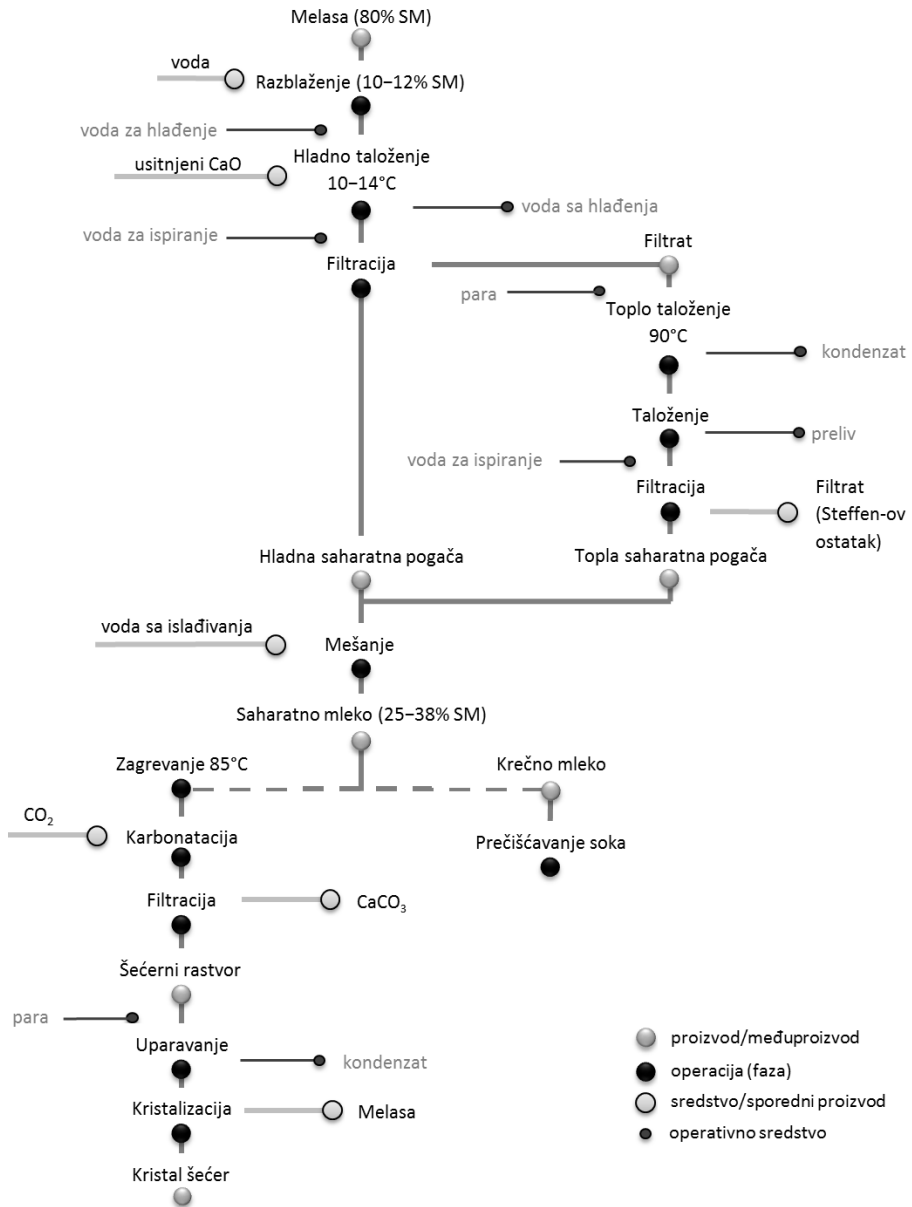 Melasa (80% SM)
voda
Razblaženje (10–12% SM)
voda za hlađenje
usitnjeni CaO
Hladno taloženje
10–14°C
voda sa hlađenja
voda za ispiranje
Filtracija
Filtrat
para
Toplo taloženje
90°C
kondenzat
Taloženje
preliv
voda za ispiranje
Filtracija
Filtrat
(Steffen-ov
ostatak)
Hladna saharatna pogača
Topla saharatna pogača
voda sa islađivanja
Mešanje
Saharatno mleko (25–38% SM)
Zagrevanje 85°C
Krečno mleko
CO₂
Karbonatacija
Prečišćavanje soka
Filtracija
CaCO₃
Šećerni rastvor
para
Uparavanje
kondenzat
Kristalizacija
Melasa
Kristal šećer
proizvod/međuproizvod
operacija (faza)
sredstvo/sporedni proizvod
operativno sredstvo